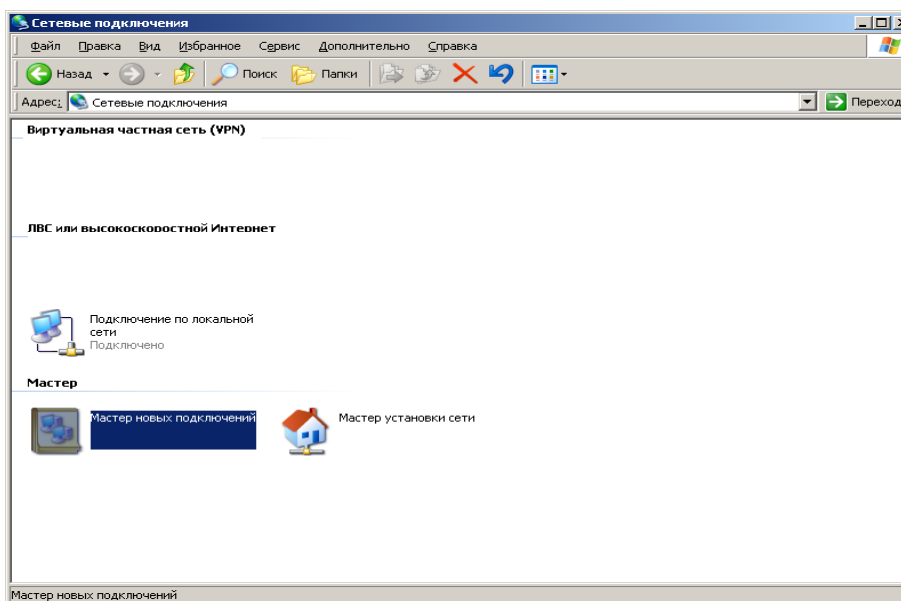 Сетевые подключения
Файл Правка Вид Избранное Сервис Дополнительно Справка
Назад Поиск Папки
Адрес: Сетевые подключения Переход
Виртуальная частная сеть (VPN)
ЛВС или высокоскоростной Интернет
Подключение по локальной
сети
Подключено
Мастер
Мастер новых подключений Мастер установки сети
Мастер новых подключений